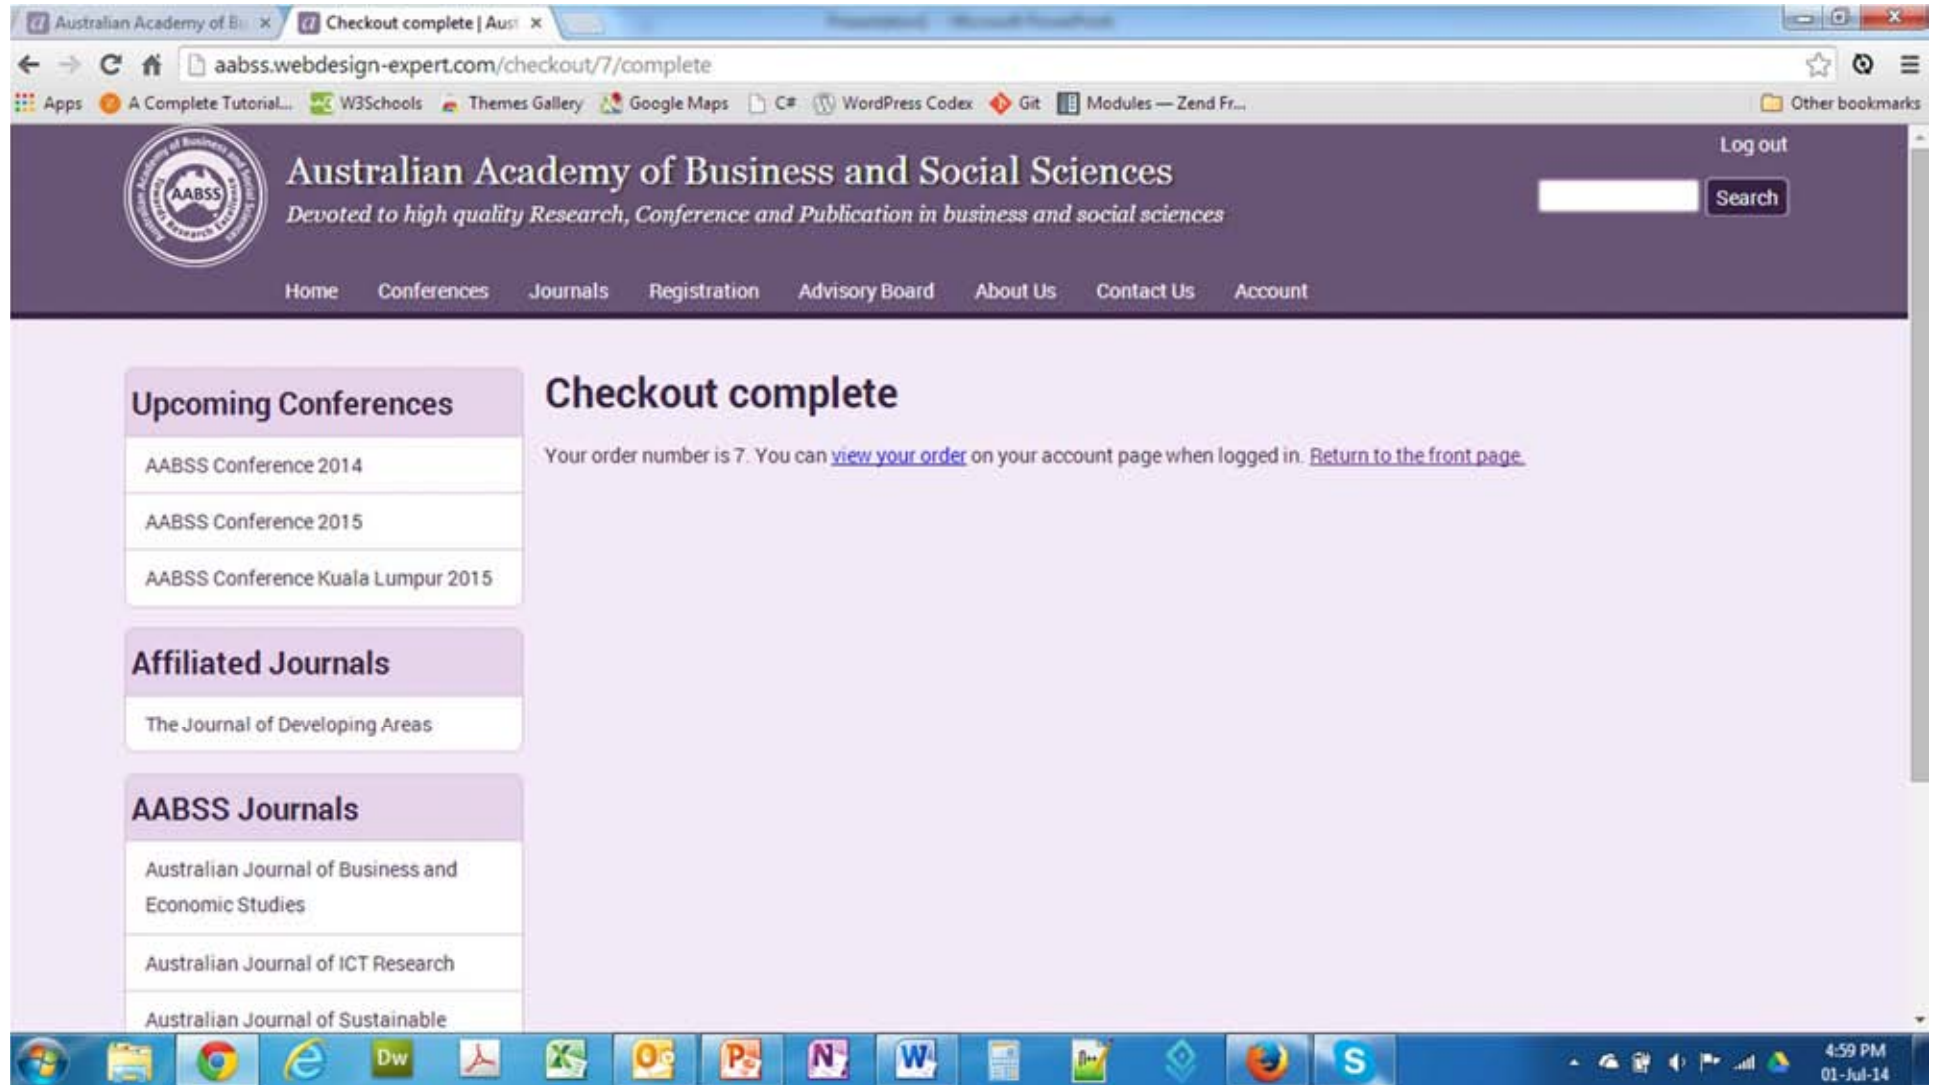 Australian Academy of Bu
Checkout complete | Aust
aabss.webdesign-expert.com/checkout/7/complete
Apps
A Complete Tutorial...
W3Schools
Themes Gallery
Google Maps
C#
WordPress Codex
Git
Modules — Zend Fr...
Other bookmarks
AABSS
Australian Academy of Business and Social Sciences
Devoted to high quality Research, Conference and Publication in business and social sciences
Log out
Search
Home
Conferences
Journals
Registration
Advisory Board
About Us
Contact Us
Account
Upcoming Conferences
AABSS Conference 2014
AABSS Conference 2015
AABSS Conference Kuala Lumpur 2015
Affiliated Journals
The Journal of Developing Areas
AABSS Journals
Australian Journal of Business and
Economic Studies
Australian Journal of ICT Research
Australian Journal of Sustainable
Checkout complete
Your order number is 7. You can view your order on your account page when logged in. Return to the front page.
Dw
4:59 PM
01-Jul-14